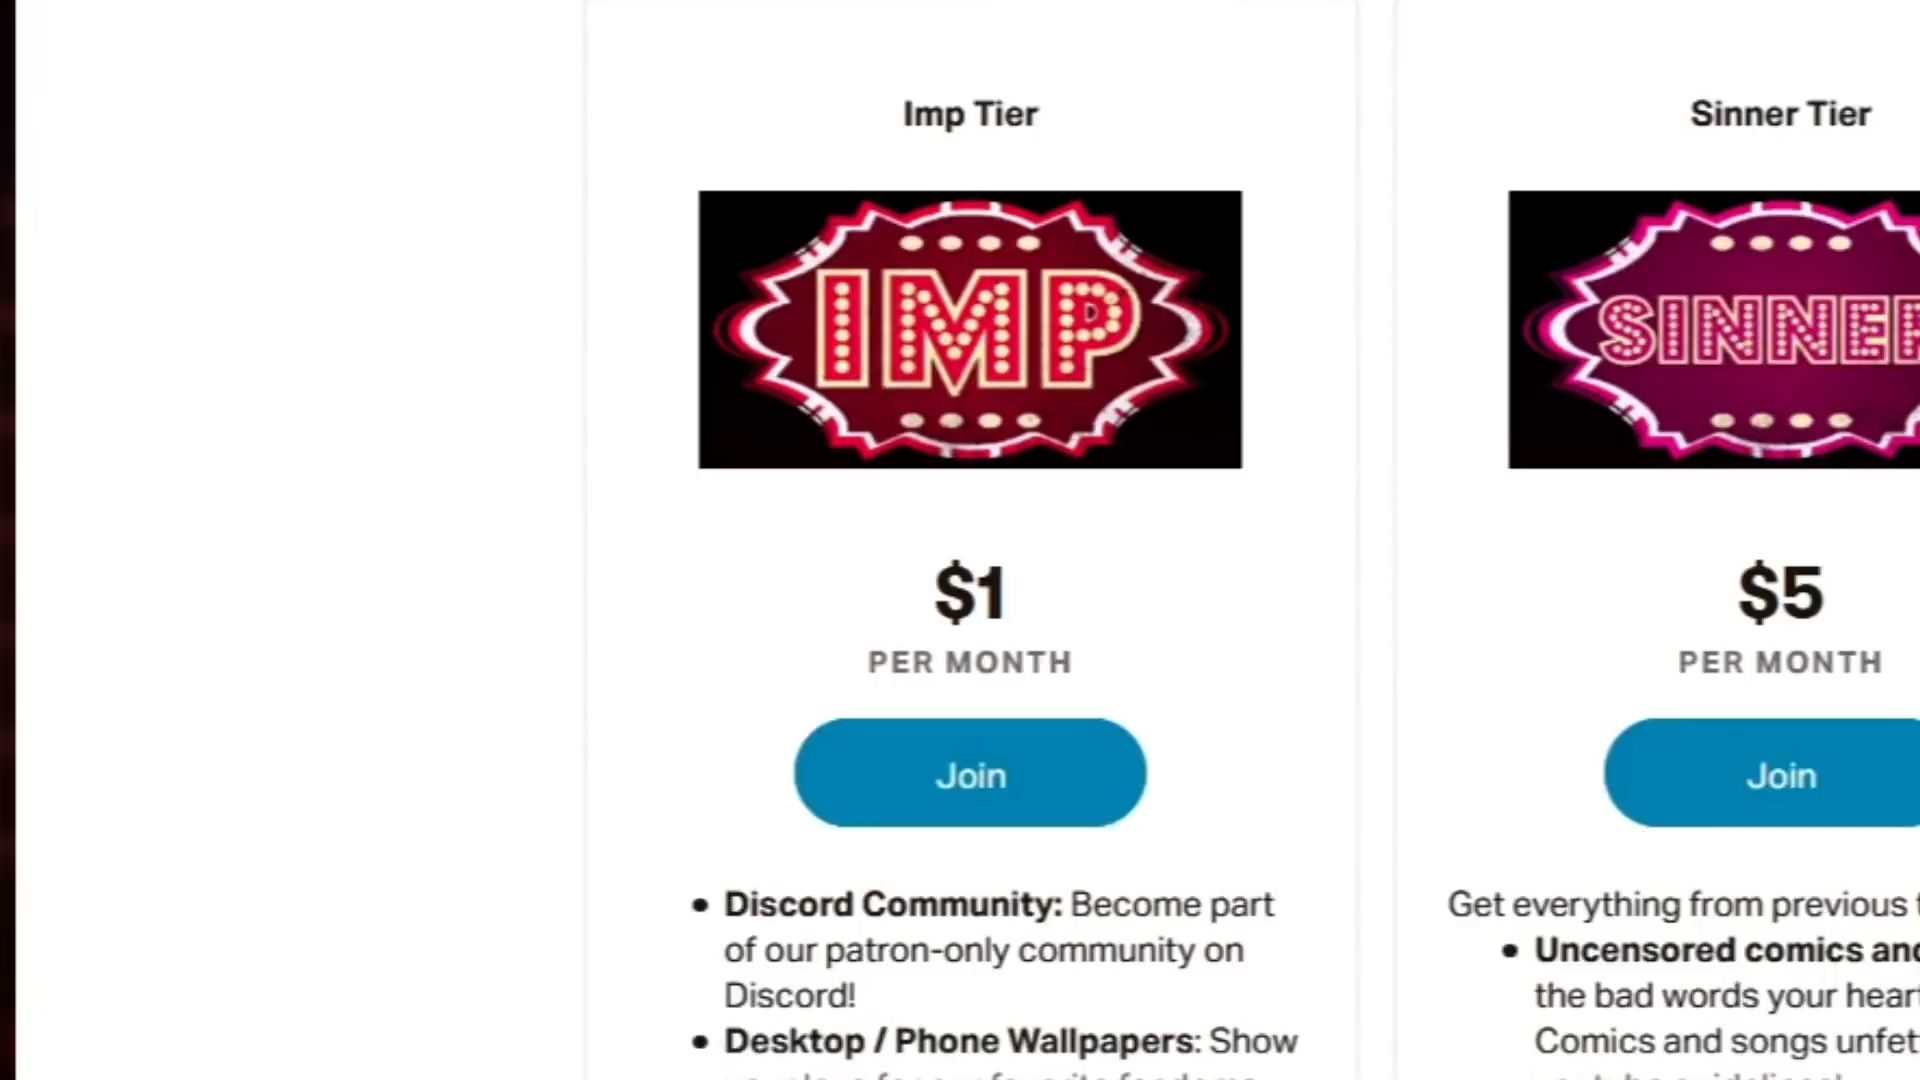 Imp Tier
IMP
$1
PER MONTH
Join
• Discord Community: Become part
of our patron-only community on
Discord!
• Desktop / Phone Wallpapers: Show
Sinner Tier
SINNER
$5
PER MONTH
Join
Get everything from previous
• Uncensored comics and
the bad words your heart
Comics and songs